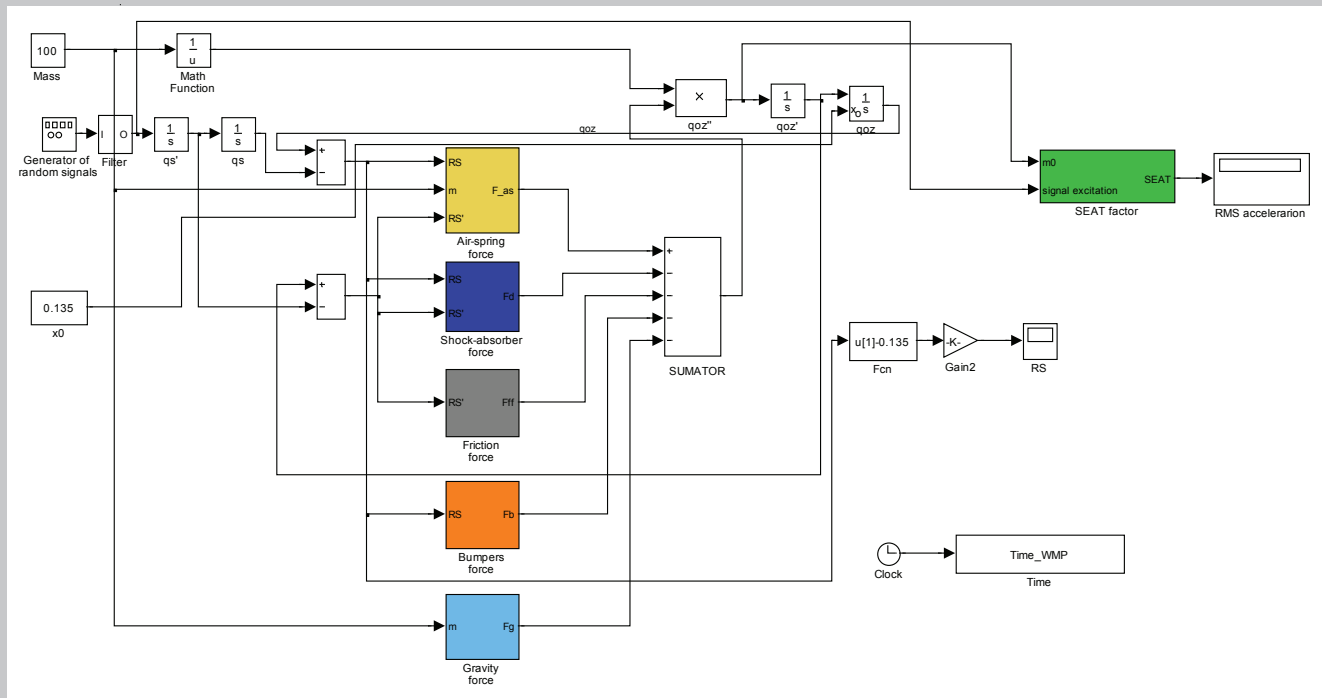 100
Mass
1
u
Math
Function
×
qoz''
1
s
qoz'
1
xo s
qoz
qoz
Generator of
random signals
I O
Filter
1
s
qs'
1
s
qs
+
−
RS
m
RS'
F_as
Air-spring
force
m0
signal excitation
SEAT
SEAT factor
RMS accelerarion
0.135
x0
+
−
RS
RS'
Fd
Shock-absorber
force
+
−
−
−
−
SUMATOR
u[1]-0.135
Fcn
-K-
Gain2
RS
RS'
Fff
Friction
force
RS
Fb
Bumpers
force
Clock
Time_WMP
Time
m
Fg
Gravity
force